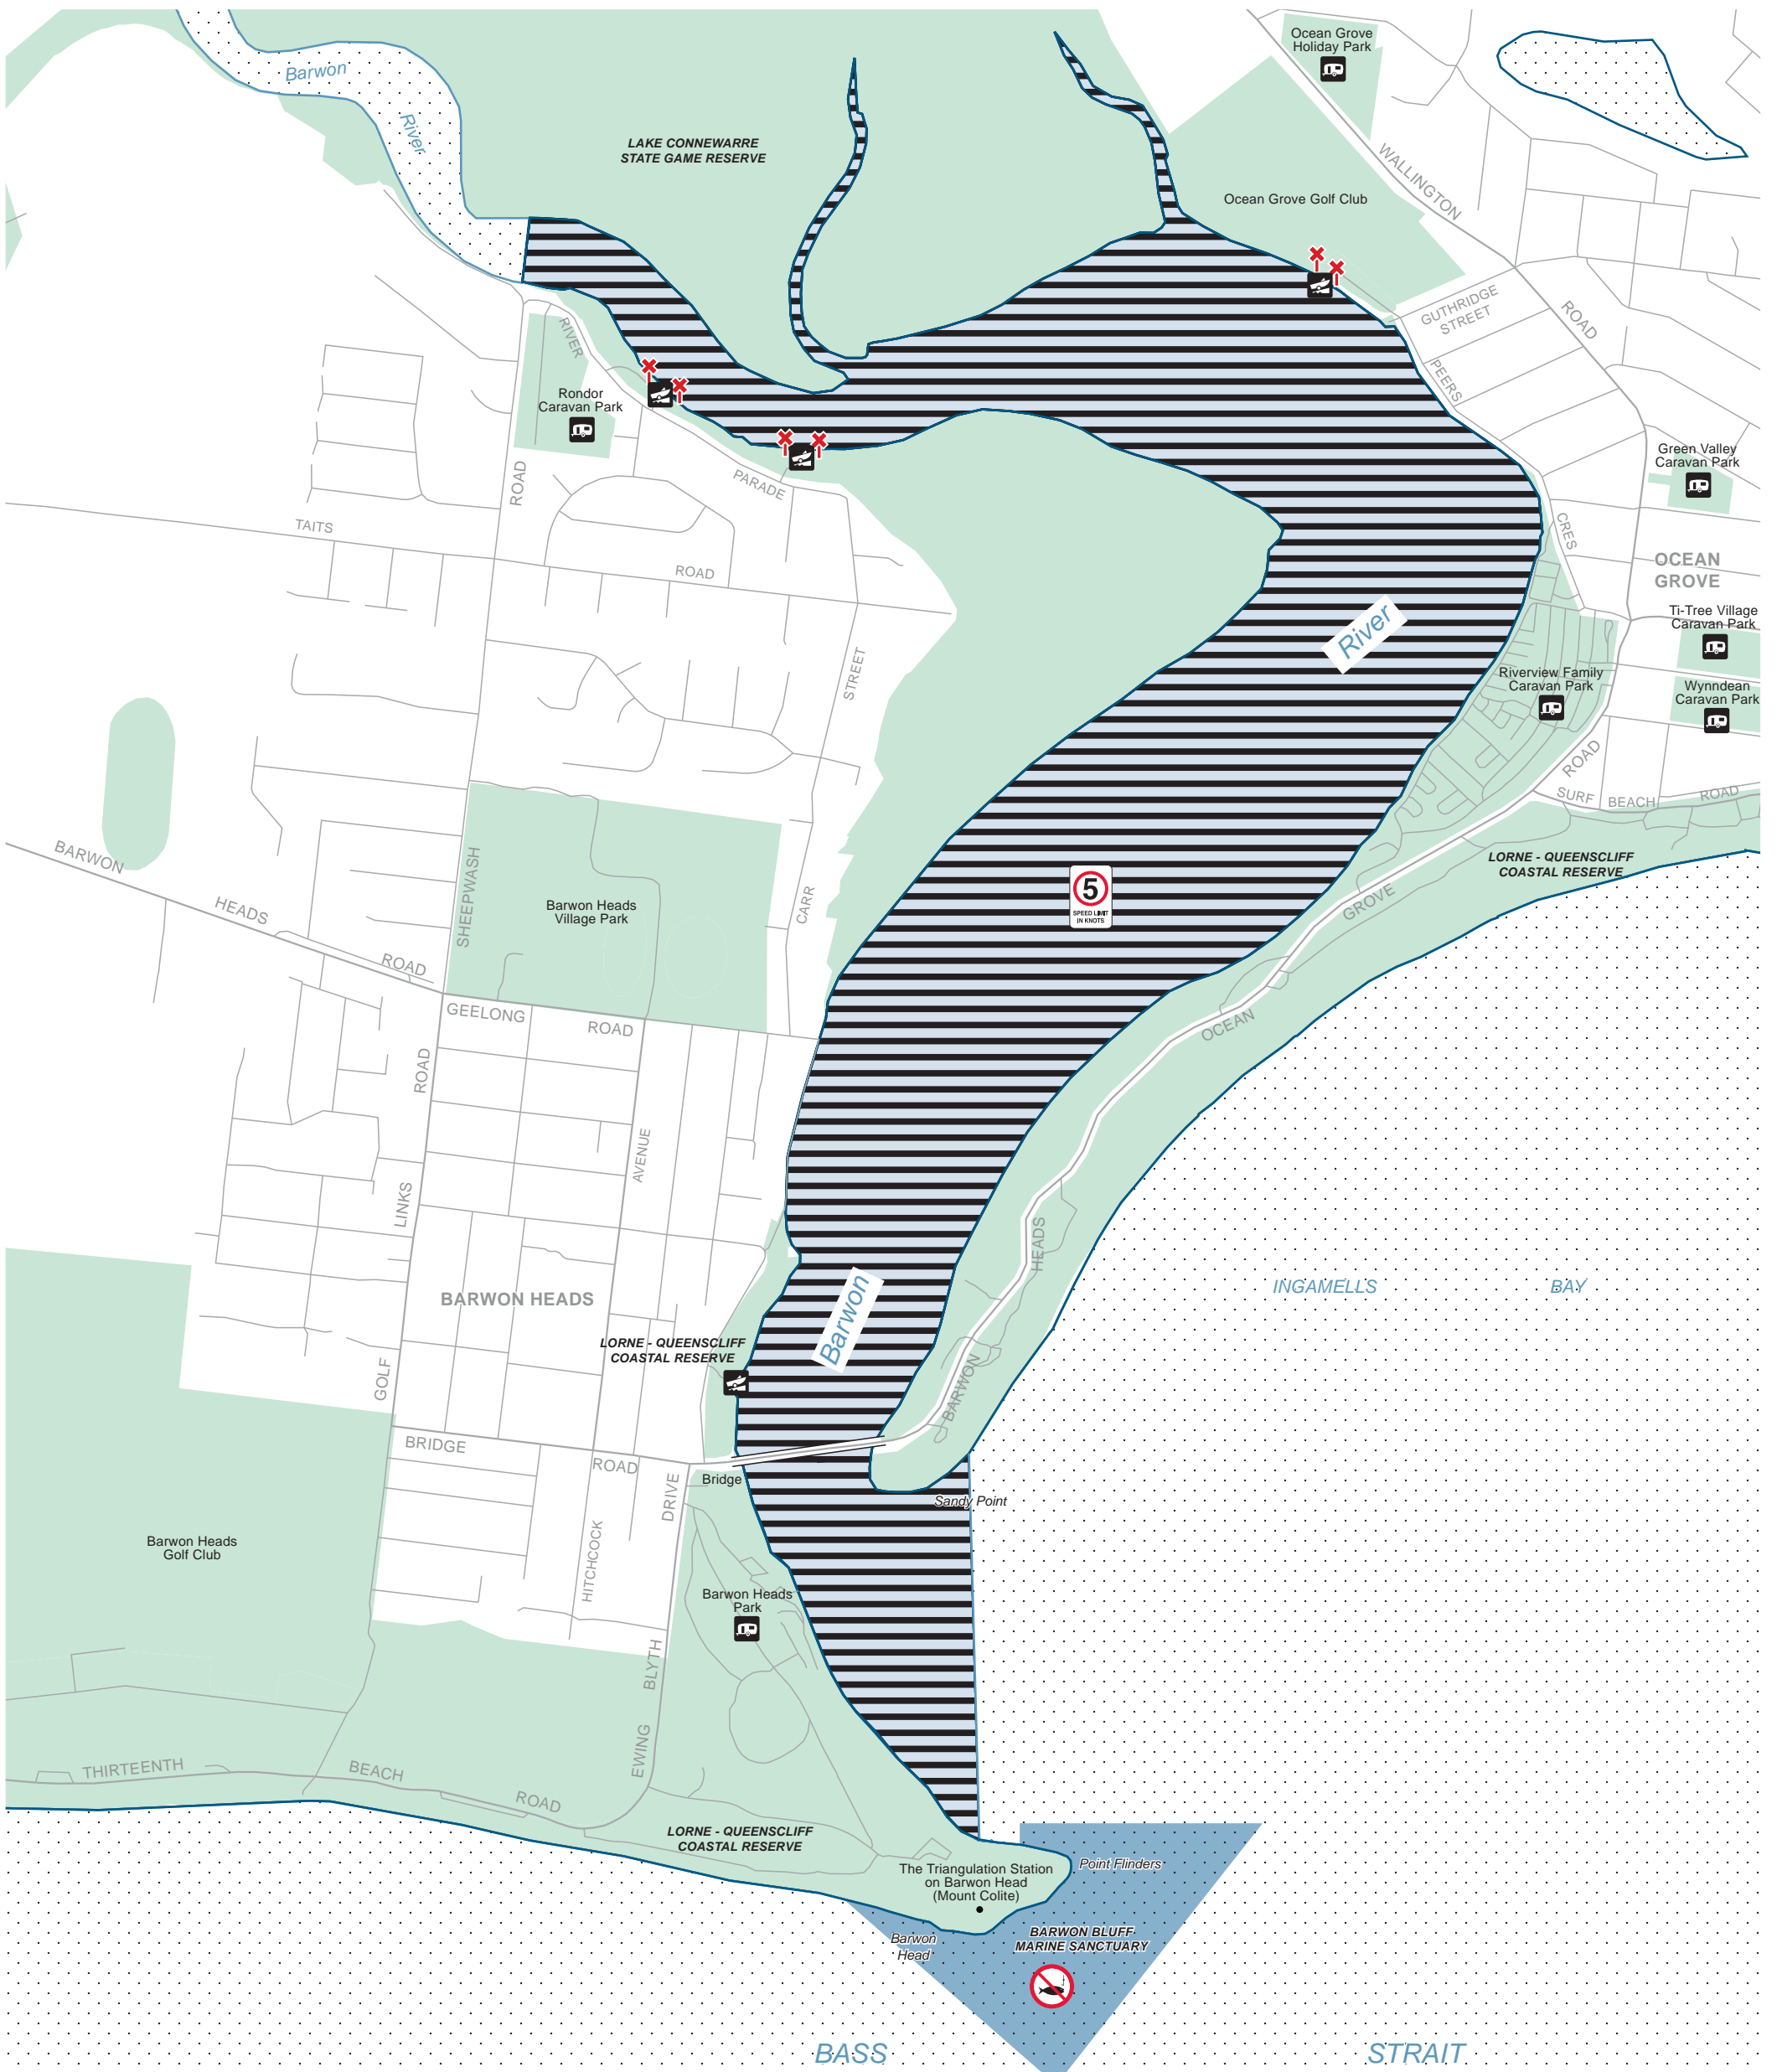 Ocean Grove
Holiday Park
Barwon
River
LAKE CONNEWARRE
STATE GAME RESERVE
WALLINGTON
Ocean Grove Golf Club
GUTHRIDGE
STREET
ROAD
RIVER
PEERS
Rondor
Caravan Park
Green Valley
Caravan Park
ROAD
PARADE
TAITS
CRES
ROAD
OCEAN
GROVE
Ti-Tree Village
Caravan Park
River
STREET
Riverview Family
Caravan Park
Wynndean
Caravan Park
ROAD
SURF
BEACH
ROAD
BARWON
LORNE - QUEENSCLIFF
COASTAL RESERVE
5
SPEED LIMIT
IN KNOTS
SHEEPWASH
CARR
GROVE
HEADS
Barwon Heads
Village Park
ROAD
GEELONG
ROAD
OCEAN
ROAD
AVENUE
LINKS
HEADS
INGAMELLS
BAY
BARWON HEADS
Barwon
LORNE - QUEENSCLIFF
COASTAL RESERVE
GOLF
BARWON
BRIDGE
ROAD
Bridge
DRIVE
Sandy Point
Barwon Heads
Golf Club
HITCHCOCK
Barwon Heads
Park
BLYTH
EWING
THIRTEENTH
BEACH
ROAD
LORNE - QUEENSCLIFF
COASTAL RESERVE
The Triangulation Station
on Barwon Head
(Mount Colite)
Point Flinders
Barwon
Head
BARWON BLUFF
MARINE SANCTUARY
BASS
STRAIT